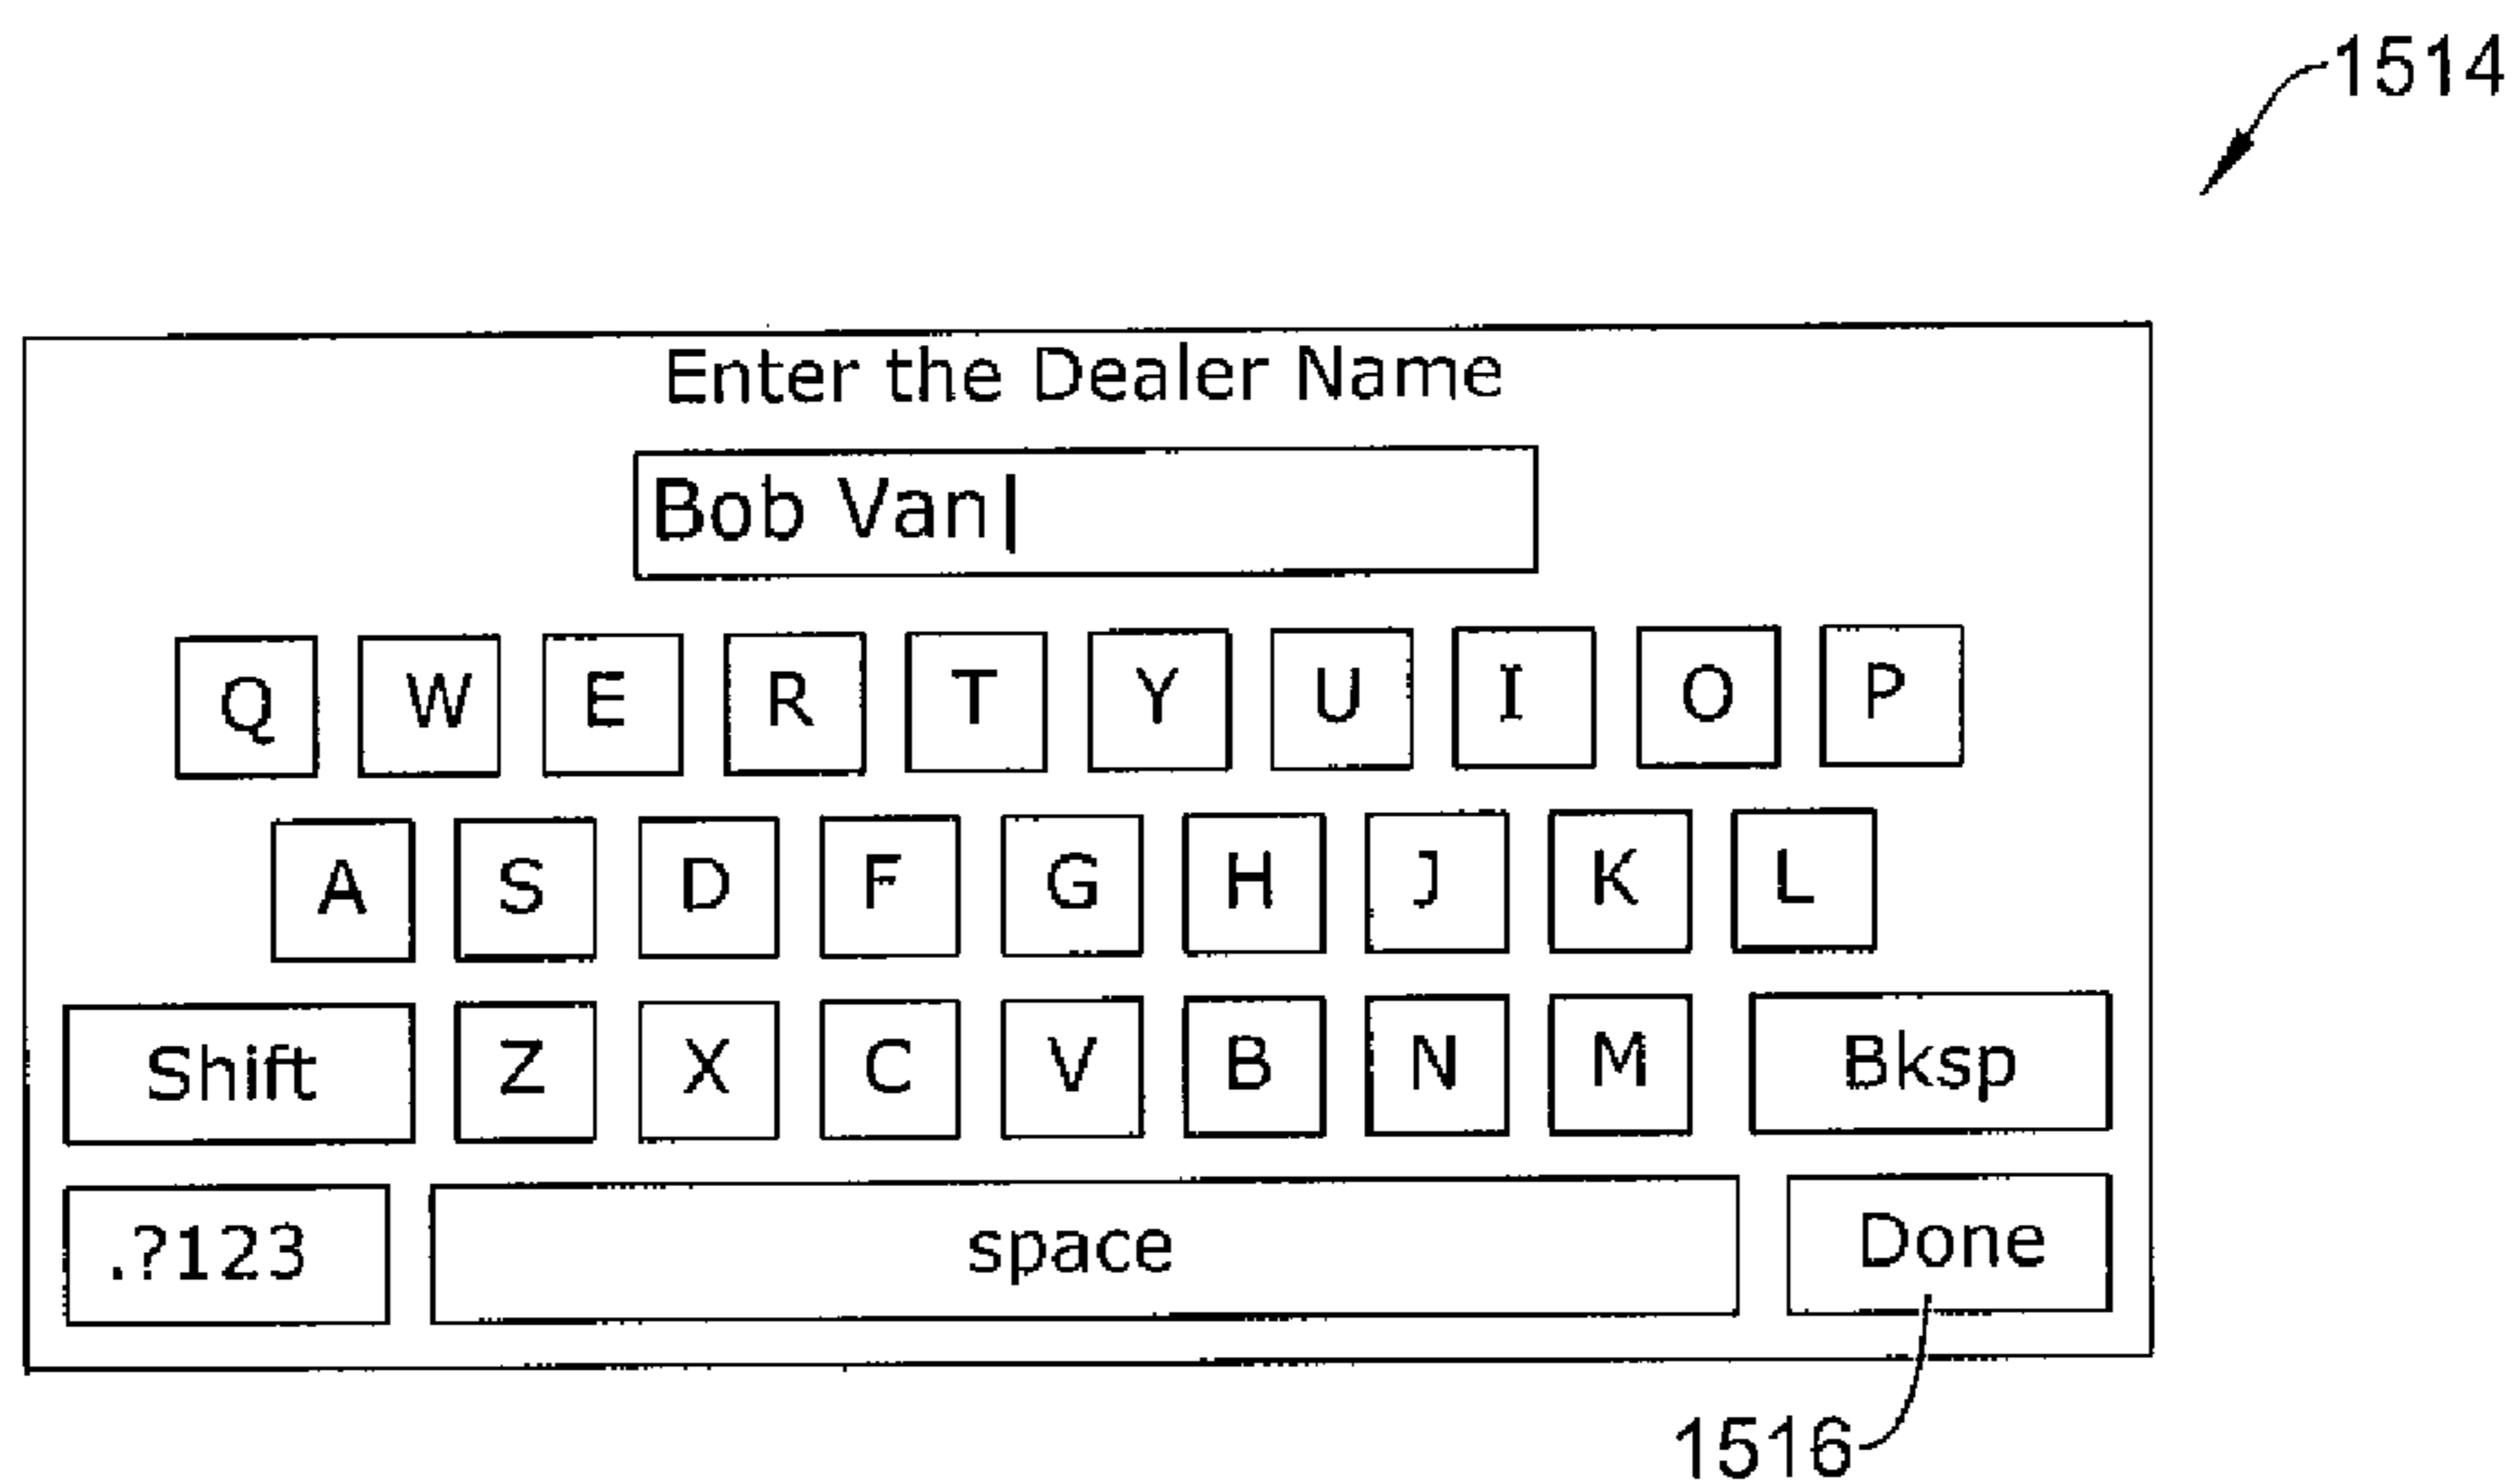 1514
Enter the Dealer Name
Bob Van
Q W E R T Y U I O P
A S D F G H J K L
Shift Z X C V B N M Bksp
.?123 space Done
1516